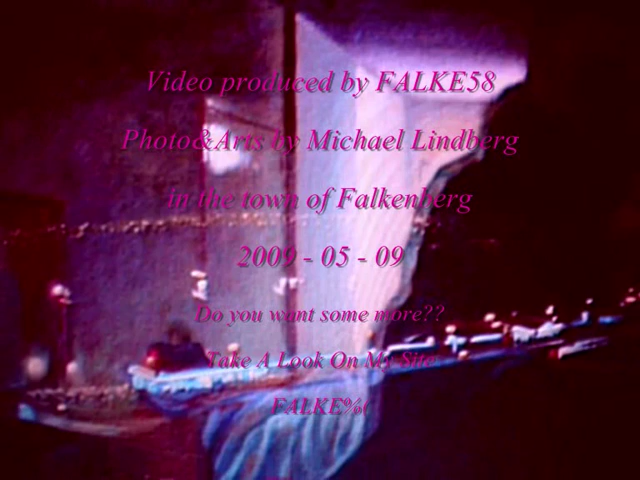 Video produced by FALKE58
Photo&Arts by Michael Lindberg
in the town of Falkenberg
2009 - 05 - 09
Do you want some more??
Take A Look On My Site
FALKE%(